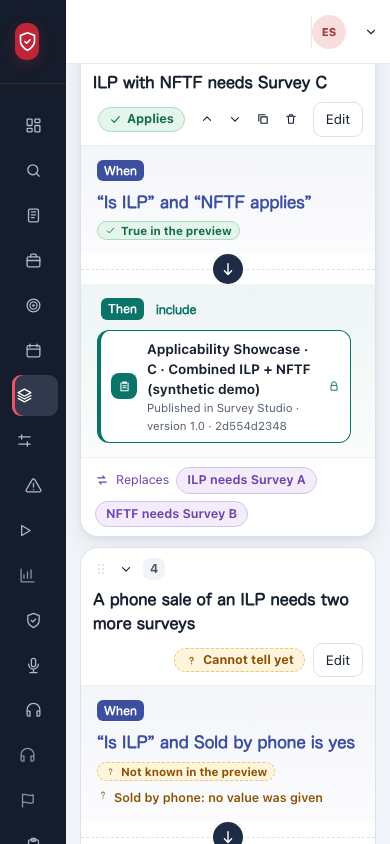 ES
ILP with NFTF needs Survey C
Applies
Edit
When
“Is ILP” and “NFTF applies”
True in the preview
Then include
Applicability Showcase ·
C · Combined ILP + NFTF
(synthetic demo)
Published in Survey Studio ·
version 1.0 · 2d554d2348
Replaces ILP needs Survey A
NFTF needs Survey B
4
A phone sale of an ILP needs two
more surveys
? Cannot tell yet
Edit
When
“Is ILP” and Sold by phone is yes
? Not known in the preview
? Sold by phone: no value was given